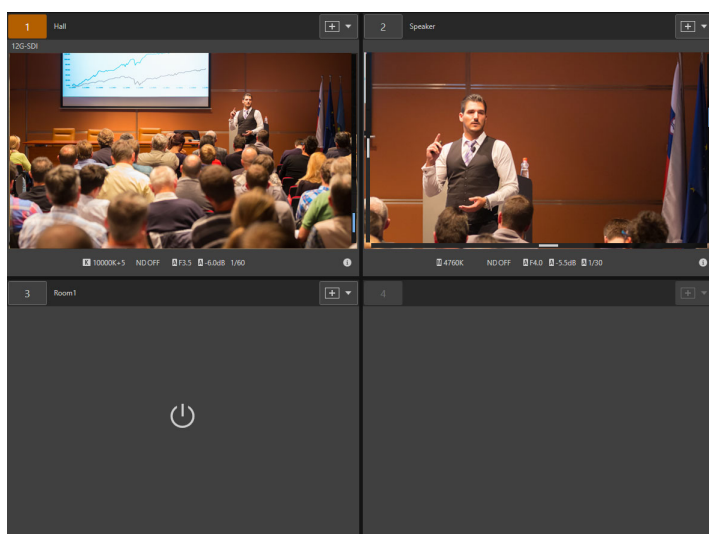 1 Hall
12G-SDI
K 10000K+5 ND OFF A F3.5 A -6.0dB 1/60
2 Speaker
4760K ND OFF A F4.0 A -5.5dB A 1/30
3 Room1
4